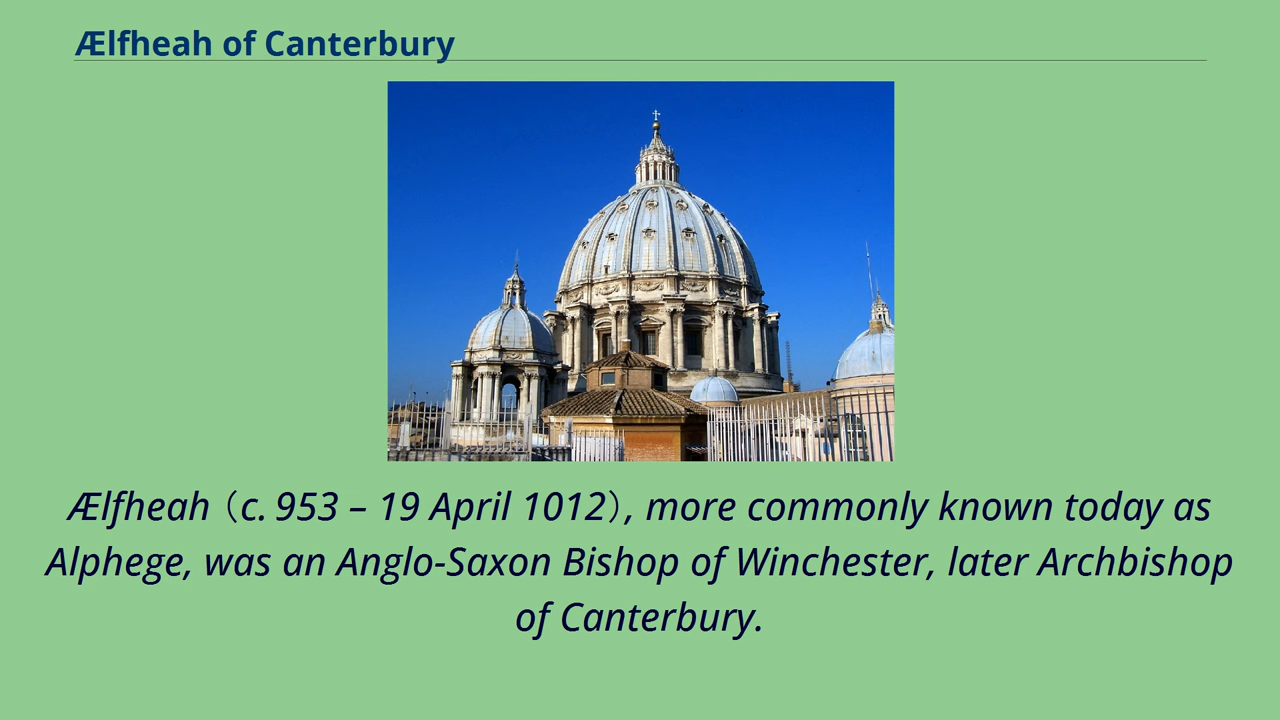 Ælfheah of Canterbury
Ælfheah（c. 953 – 19 April 1012）, more commonly known today as
Alphege, was an Anglo-Saxon Bishop of Winchester, later Archbishop
of Canterbury.